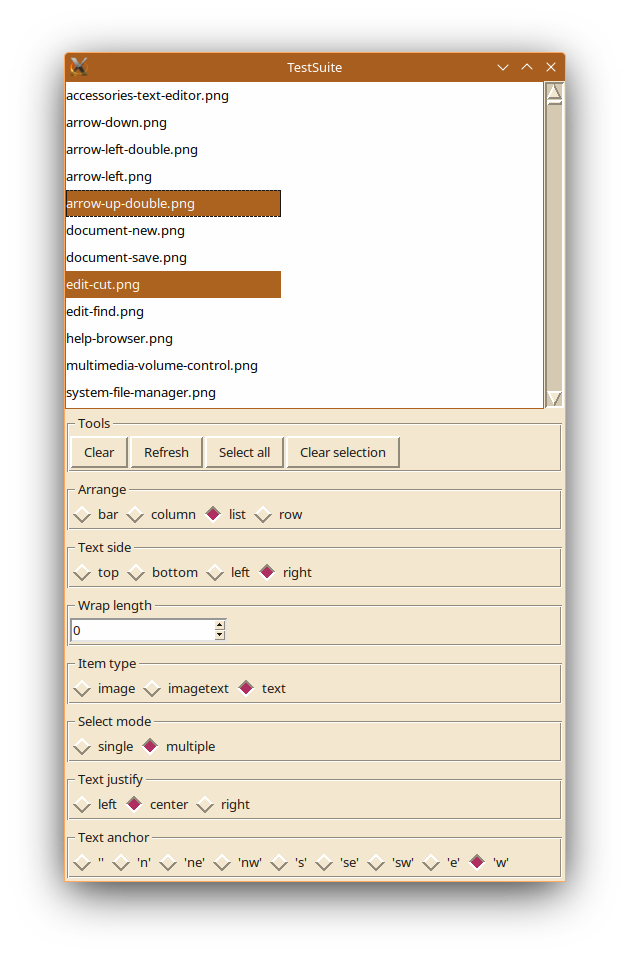 TestSuite
accessories-text-editor.png
arrow-down.png
arrow-left-double.png
arrow-left.png
arrow-up-double.png
document-new.png
document-save.png
edit-cut.png
edit-find.png
help-browser.png
multimedia-volume-control.png
system-file-manager.png
Tools
Clear Refresh Select all Clear selection
Arrange
bar column list row
Text side
top bottom left right
Wrap length
0
Item type
image imagetext text
Select mode
single multiple
Text justify
left center right
Text anchor
'' 'n' 'ne' 'nw' 's' 'se' 'sw' 'e' 'w'